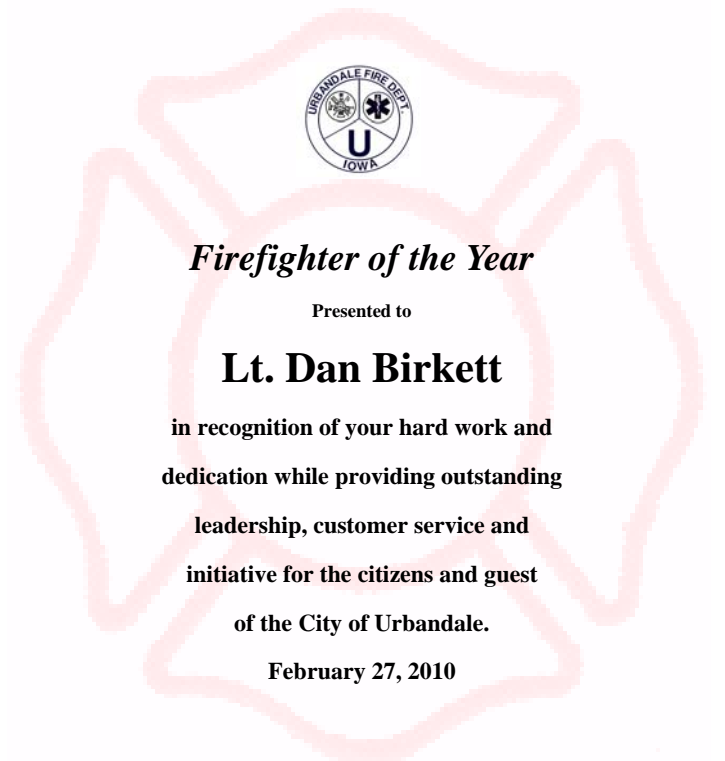 URBANDALE FIRE DEPT.
U
IOWA
Firefighter of the Year
Presented to
Lt. Dan Birkett
in recognition of your hard work and
dedication while providing outstanding
leadership, customer service and
initiative for the citizens and guest
of the City of Urbandale.
February 27, 2010